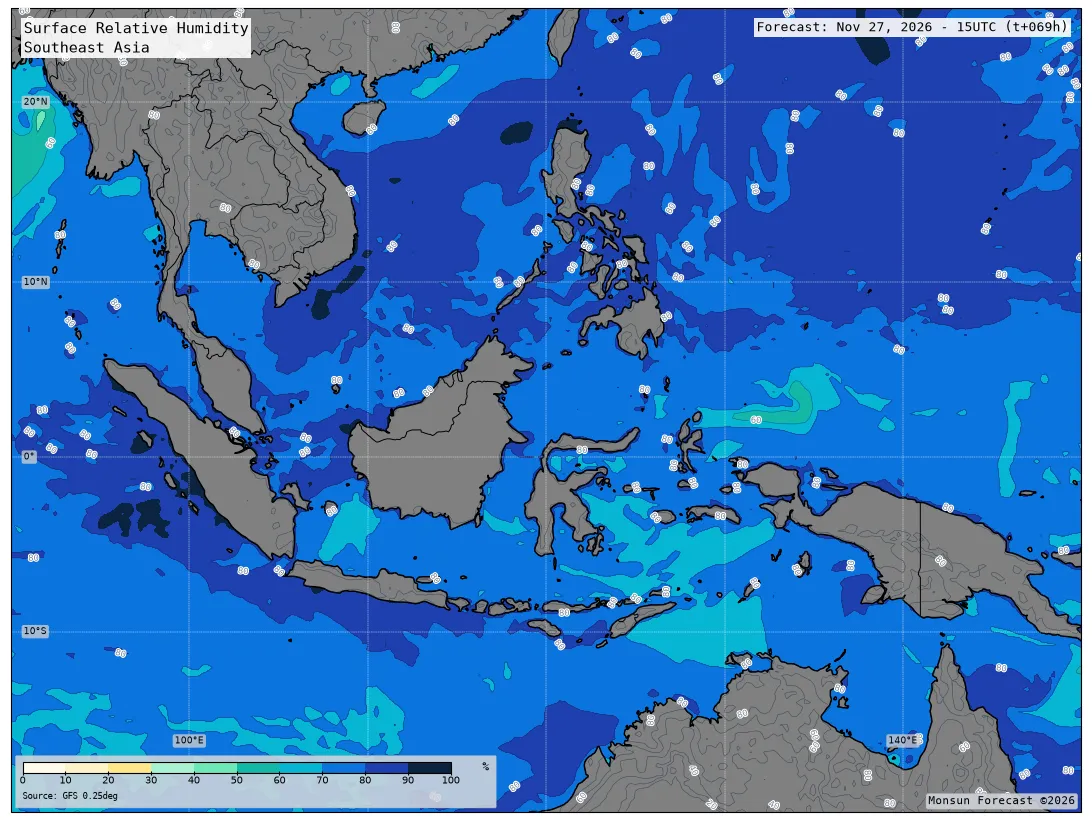 Surface Relative Humidity
Southeast Asia
Forecast: Nov 27, 2026 - 15UTC (t+069h)
20°N
10°N
0°
10°S
100°E
140°E
0 10 20 30 40 50 60 70 80 90 100
%
Source: GFS 0.25deg
Monsun Forecast ©2026